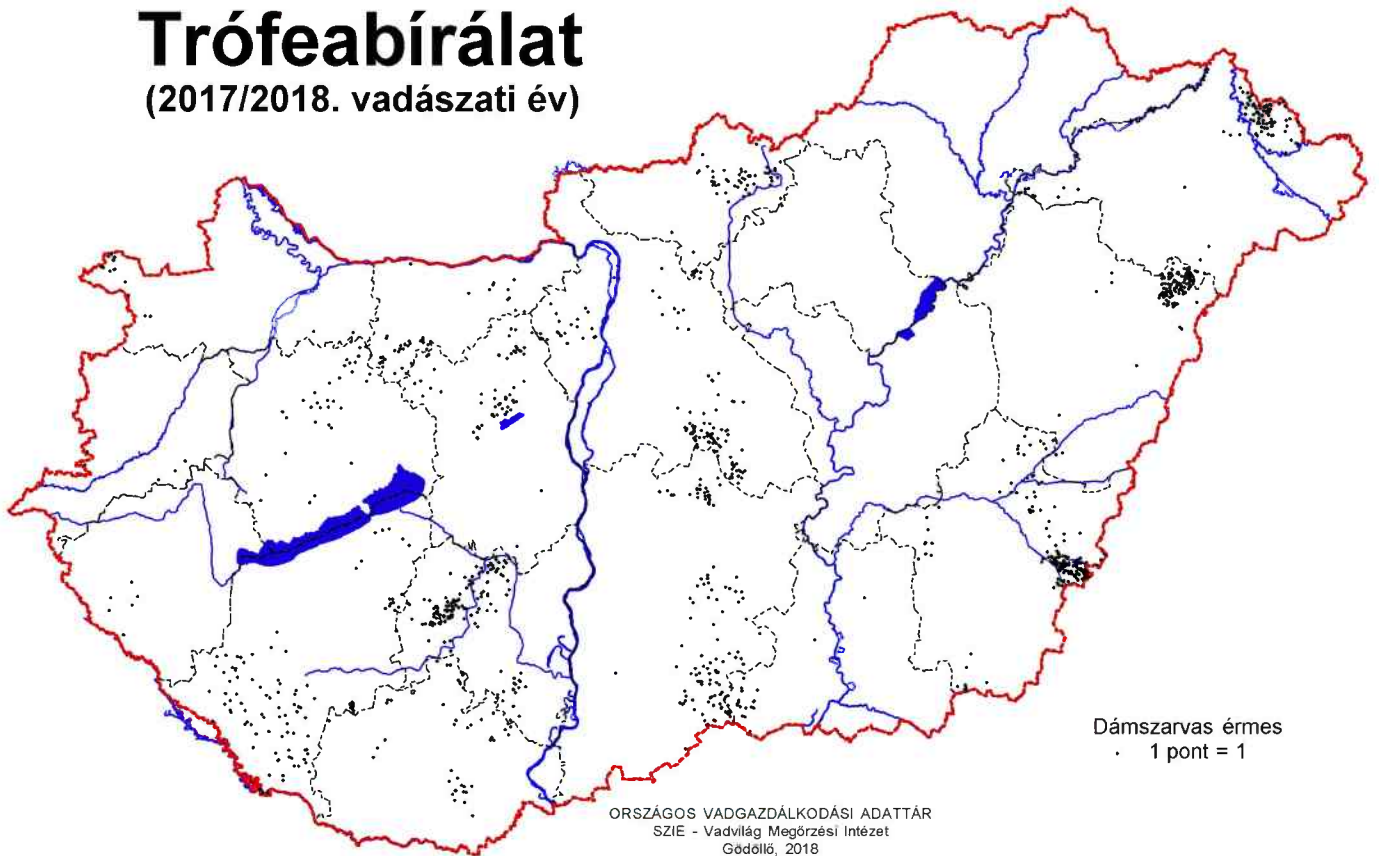 Trófeabírálat
(2017/2018. vadászati év)
Dámszarvas érmes
. 1 pont = 1
ORSZÁGOS VADGAZDÁLKODÁSI ADATTÁR
SZIE - Vadvilág Megőrzési Intézet
Gödöllő, 2018